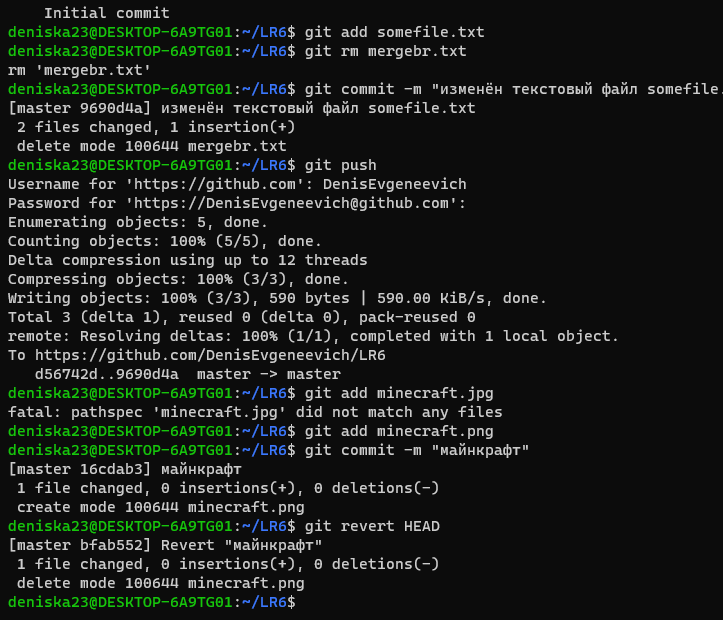 Initial commit
deniska23@DESKTOP-6A9TG01:~/LR6$ git add somefile.txt
deniska23@DESKTOP-6A9TG01:~/LR6$ git rm mergebr.txt
rm 'mergebr.txt'
deniska23@DESKTOP-6A9TG01:~/LR6$ git commit -m "изменён текстовый файл somefile.
[master 9690d4a] изменён текстовый файл somefile.txt
2 files changed, 1 insertion(+)
delete mode 100644 mergebr.txt
deniska23@DESKTOP-6A9TG01:~/LR6$ git push
Username for 'https://github.com': DenisEvgeneevich
Password for 'https://DenisEvgeneevich@github.com':
Enumerating objects: 5, done.
Counting objects: 100% (5/5), done.
Delta compression using up to 12 threads
Compressing objects: 100% (3/3), done.
Writing objects: 100% (3/3), 590 bytes | 590.00 KiB/s, done.
Total 3 (delta 1), reused 0 (delta 0), pack-reused 0
remote: Resolving deltas: 100% (1/1), completed with 1 local object.
To https://github.com/DenisEvgeneevich/LR6
d56742d..9690d4a  master -> master
deniska23@DESKTOP-6A9TG01:~/LR6$ git add minecraft.jpg
fatal: pathspec 'minecraft.jpg' did not match any files
deniska23@DESKTOP-6A9TG01:~/LR6$ git add minecraft.png
deniska23@DESKTOP-6A9TG01:~/LR6$ git commit -m "майнкрафт"
[master 16cdab3] майнкрафт
1 file changed, 0 insertions(+), 0 deletions(-)
create mode 100644 minecraft.png
deniska23@DESKTOP-6A9TG01:~/LR6$ git revert HEAD
[master bfab552] Revert "майнкрафт"
1 file changed, 0 insertions(+), 0 deletions(-)
delete mode 100644 minecraft.png
deniska23@DESKTOP-6A9TG01:~/LR6$